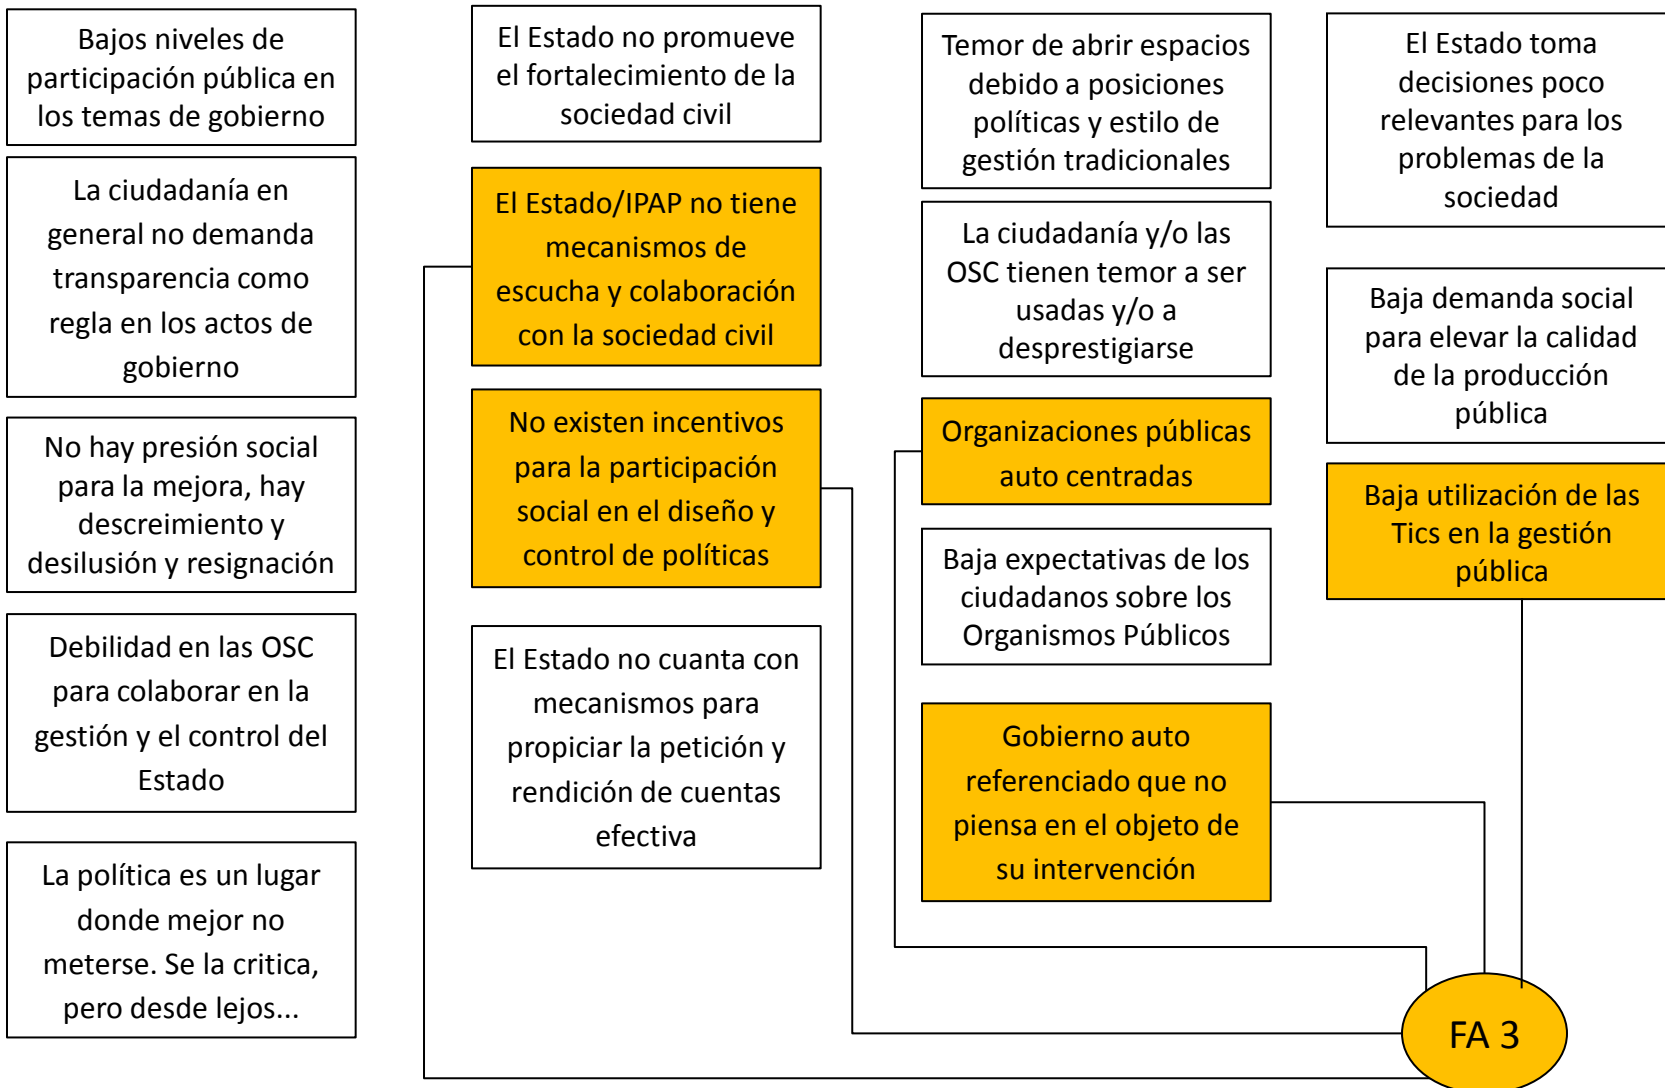 Bajos niveles de
participación pública en
los temas de gobierno
La ciudadanía en
general no demanda
transparencia como
regla en los actos de
gobierno
No hay presión social
para la mejora, hay
descreimiento y
desilusión y resignación
Debilidad en las OSC
para colaborar en la
gestión y el control del
Estado
La política es un lugar
donde mejor no
meterse. Se la critica,
pero desde lejos...
El Estado no promueve
el fortalecimiento de la
sociedad civil
El Estado/IPAP no tiene
mecanismos de
escucha y colaboración
con la sociedad civil
No existen incentivos
para la participación
social en el diseño y
control de políticas
El Estado no cuanta con
mecanismos para
propiciar la petición y
rendición de cuentas
efectiva
Temor de abrir espacios
debido a posiciones
políticas y estilo de
gestión tradicionales
La ciudadanía y/o las
OSC tienen temor a ser
usadas y/o a
desprestigiarse
Organizaciones públicas
auto centradas
Baja expectativas de los
ciudadanos sobre los
Organismos Públicos
Gobierno auto
referenciado que no
piensa en el objeto de
su intervención
El Estado toma
decisiones poco
relevantes para los
problemas de la
sociedad
Baja demanda social
para elevar la calidad
de la producción
pública
Baja utilización de las
Tics en la gestión
pública
FA 3